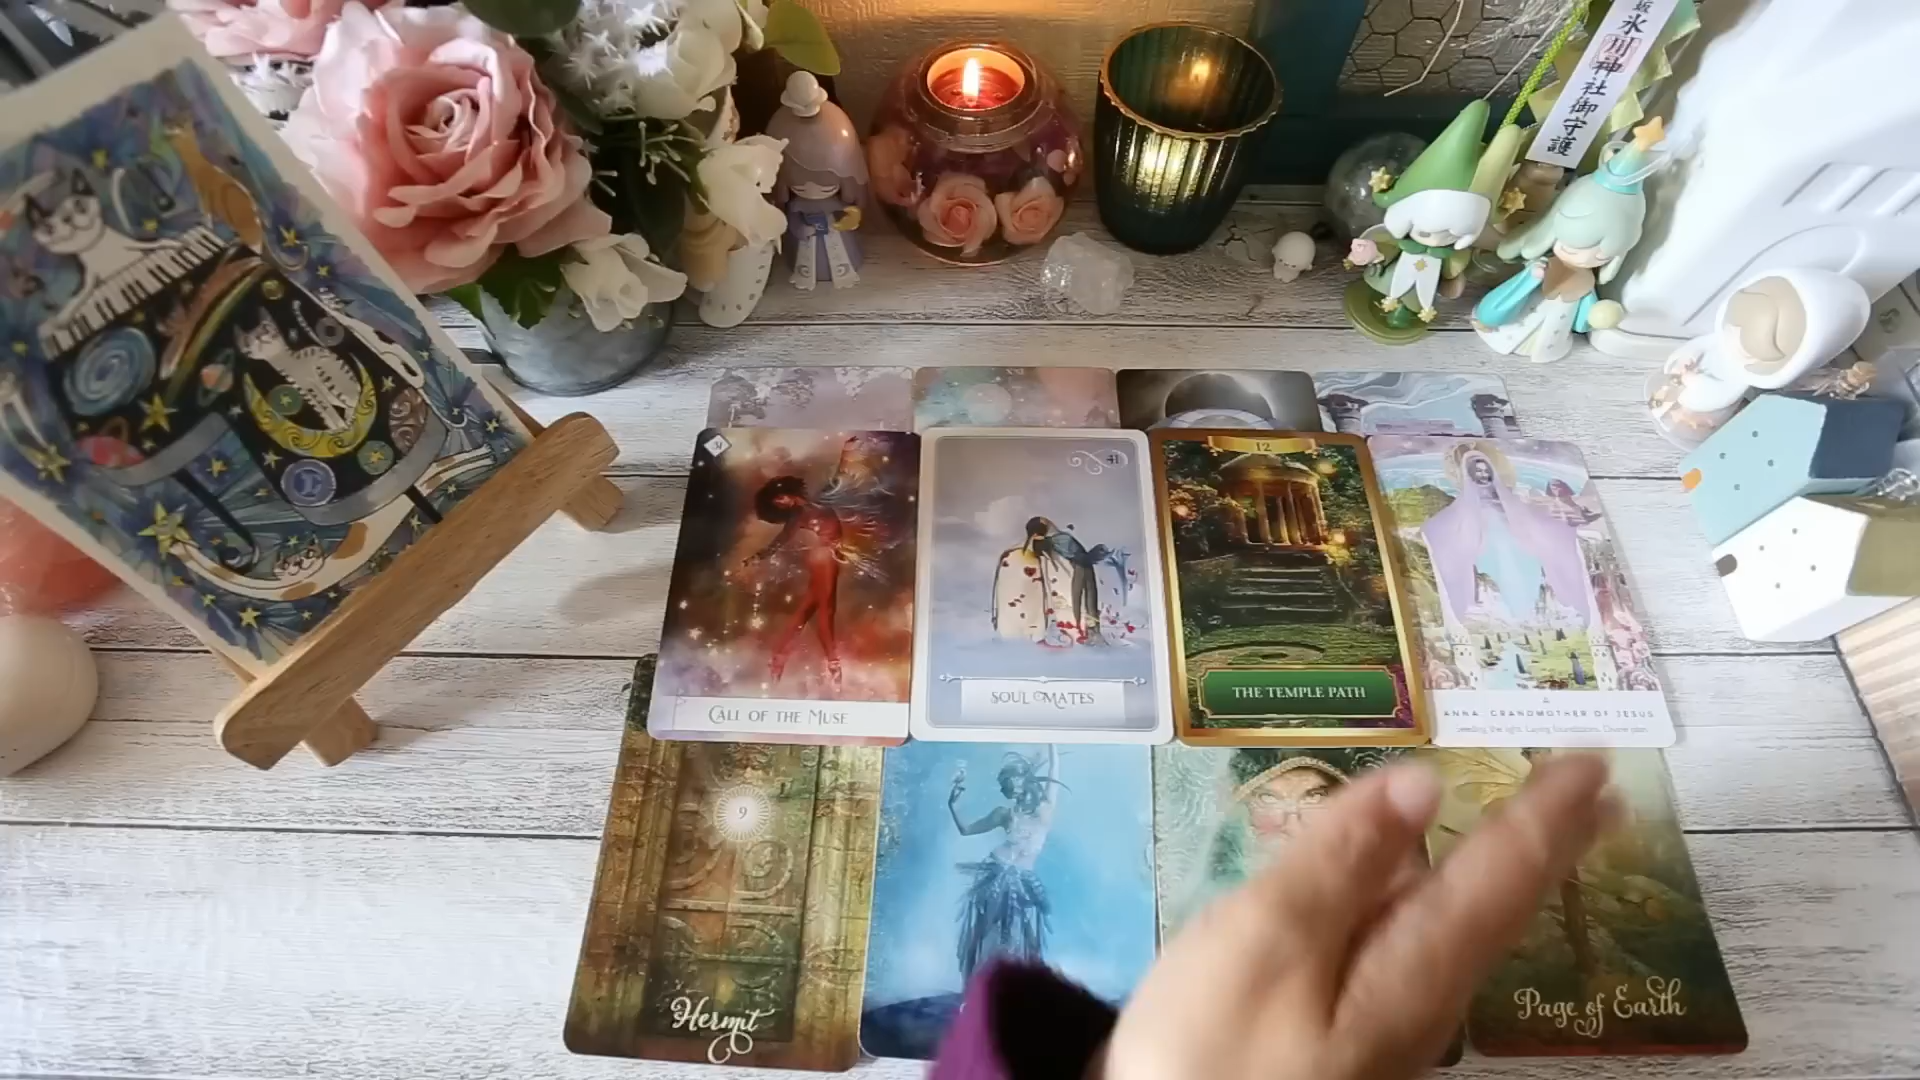 氷川神社御守護
XVI
31
CALL OF THE MUSE
41
SOUL MATES
12
THE TEMPLE PATH
ANNA, GRANDMOTHER OF JESUS
Seeding the light. Laying foundations. Divine plan.
9
Hermit
Page of Earth